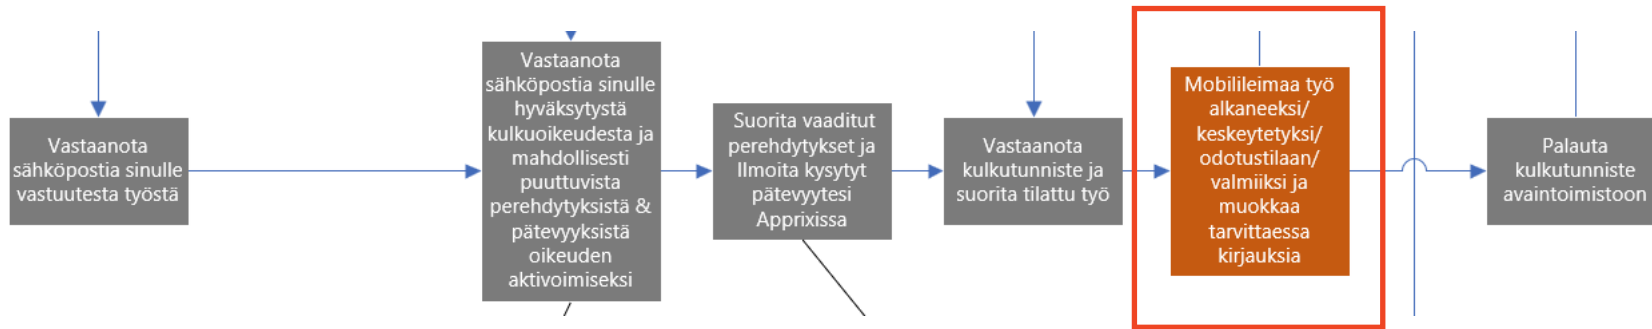 Vastaanota
sähköpostia sinulle
vastuutesta työstä
Vastaanota
sähköpostia sinulle
hyväksytystä
kulkuoikeudesta ja
mahdollisesti
puuttuvista
perehdytyksistä &
pätevyyksistä
oikeuden
aktivoimiseksi
Suorita vaaditut
perehdytykset ja
Ilmoita kysytyt
pätevyytesi
Apprixissa
Vastaanota
kulkutunniste ja
suorita tilattu työ
Mobiilileimaa työ
alkaneeksi/
keskeytetyksi/
odotustilaan/
valmiiksi ja
muokkaa
tarvittaessa
kirjauksia
Palauta
kulkutunniste
avaintoimistoon